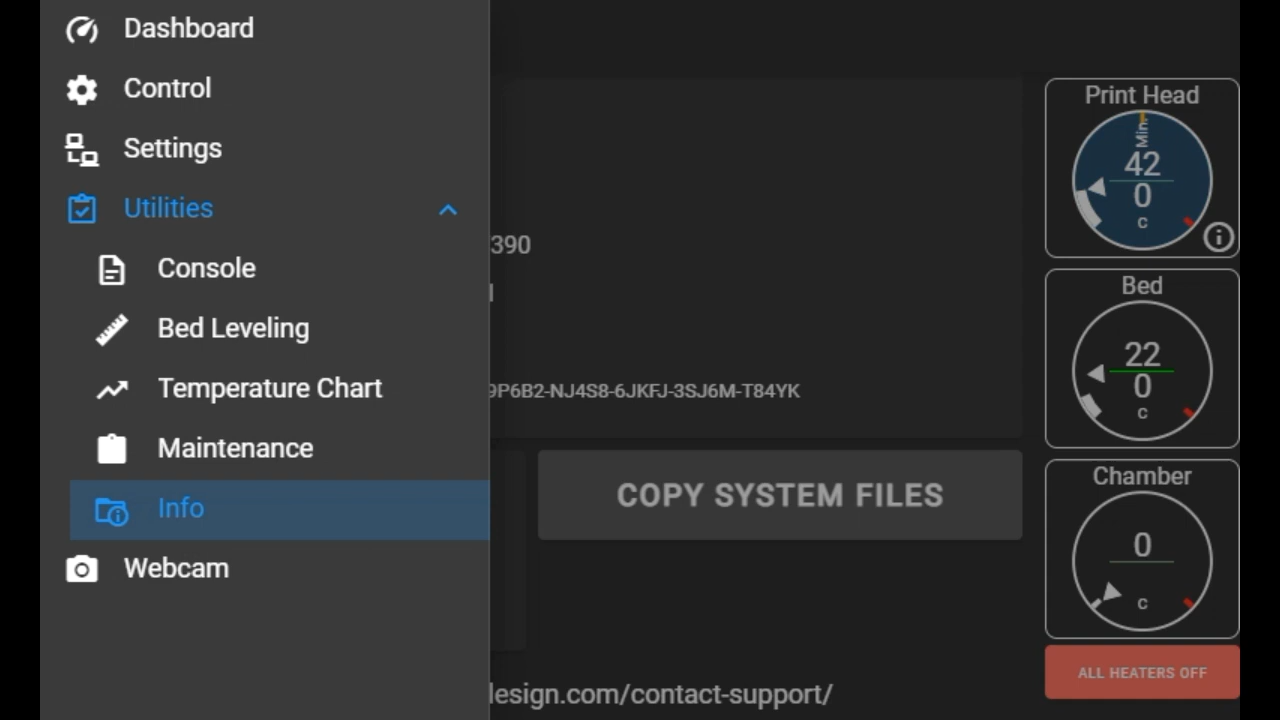 Dashboard
Control
Settings
Utilities
Console
Bed Leveling
Temperature Chart
Maintenance
Info
Webcam
390
9P6B2-NJ4S8-6JKFJ-3SJ6M-T84YK
COPY SYSTEM FILES
lesign.com/contact-support/
Print Head
Min
42
0
C
Bed
22
0
C
Chamber
0
C
ALL HEATERS OFF